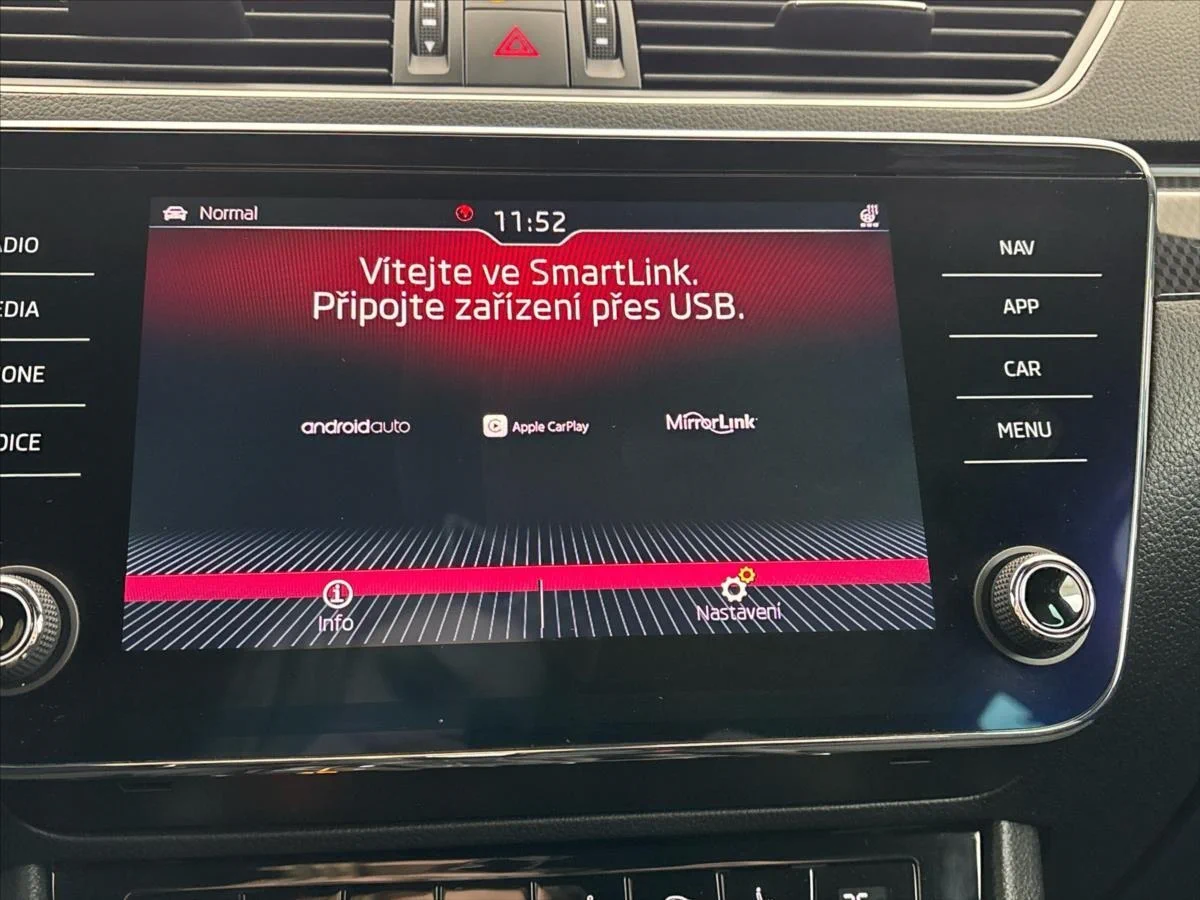 Normal
11:52
Vítejte ve SmartLink.
Připojte zařízení přes USB.
androidauto
Apple CarPlay
MirrorLink
Info
Nastavení
NAV
APP
CAR
MENU